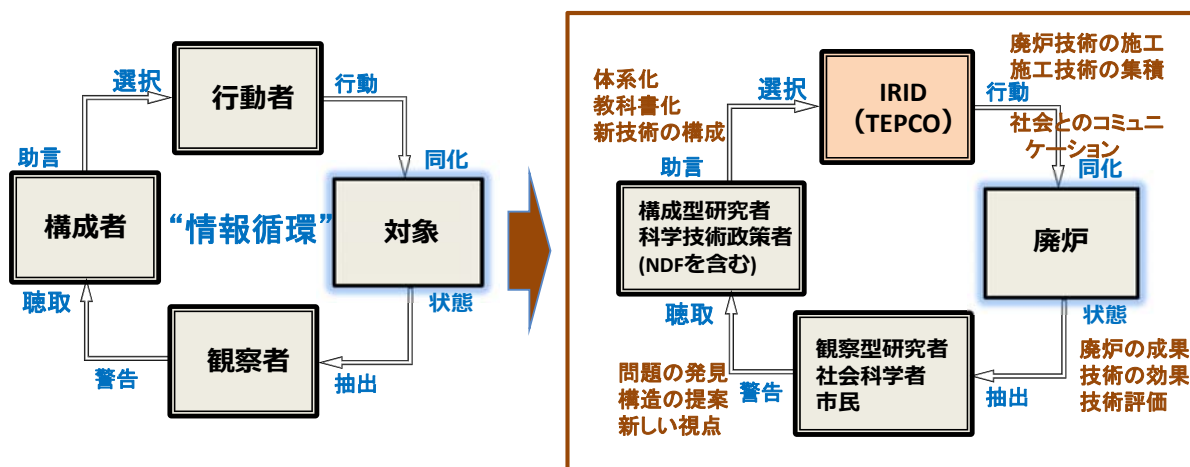 選択
行動者
行動
助言
同化
構成者
“情報循環”
対象
聴取
状態
観察者
警告
抽出
体系化
教科書化
新技術の構成
選択
IRID
（TEPCO）
廃炉技術の施工
施工技術の集積
行動
社会とのコミュニ
ケーション
助言
同化
構成型研究者
科学技術政策者
(NDFを含む)
廃炉
聴取
状態
観察型研究者
社会科学者
市民
問題の発見
構造の提案
新しい視点
警告
抽出
廃炉の成果
技術の効果
技術評価